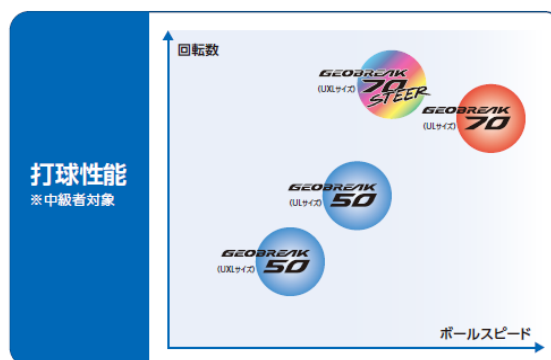 打球性能
※中級者対象
回転数
GEOBREAK
70
STEER
(UXLサイズ)
GEOBREAK
70
(ULサイズ)
GEOBREAK
50
(ULサイズ)
GEOBREAK
50
(UXLサイズ)
ボールスピード